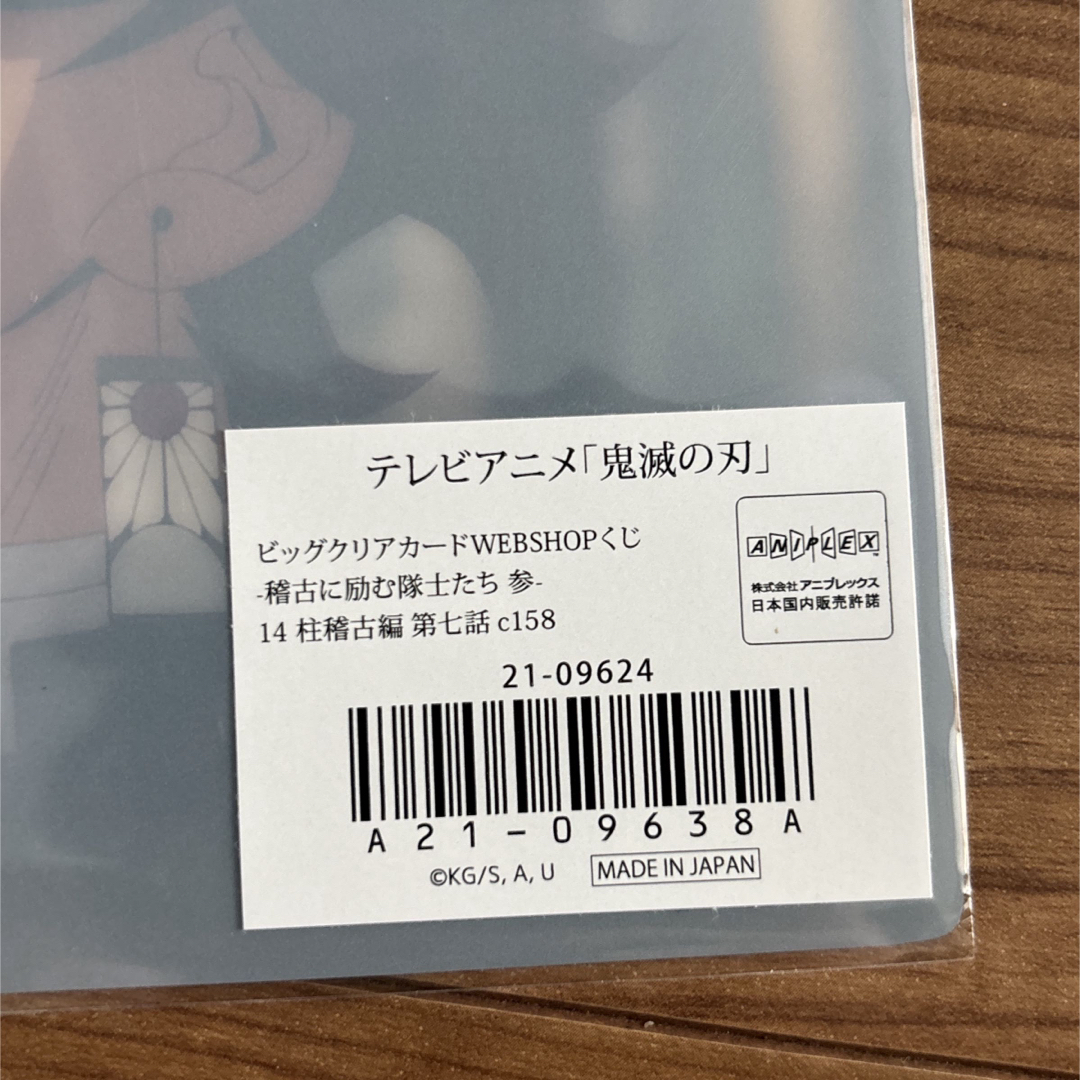 テレビアニメ「鬼滅の刃」
ビッグクリアカードWEBSHOPくじ
-稽古に励む隊士たち 参-
14 柱稽古編 第七話 c158
ANIPLEX™
株式会社 アニプレックス
日本国内販売許諾
21-09624
A21-09638A
©KG/S, A, U
MADE IN JAPAN